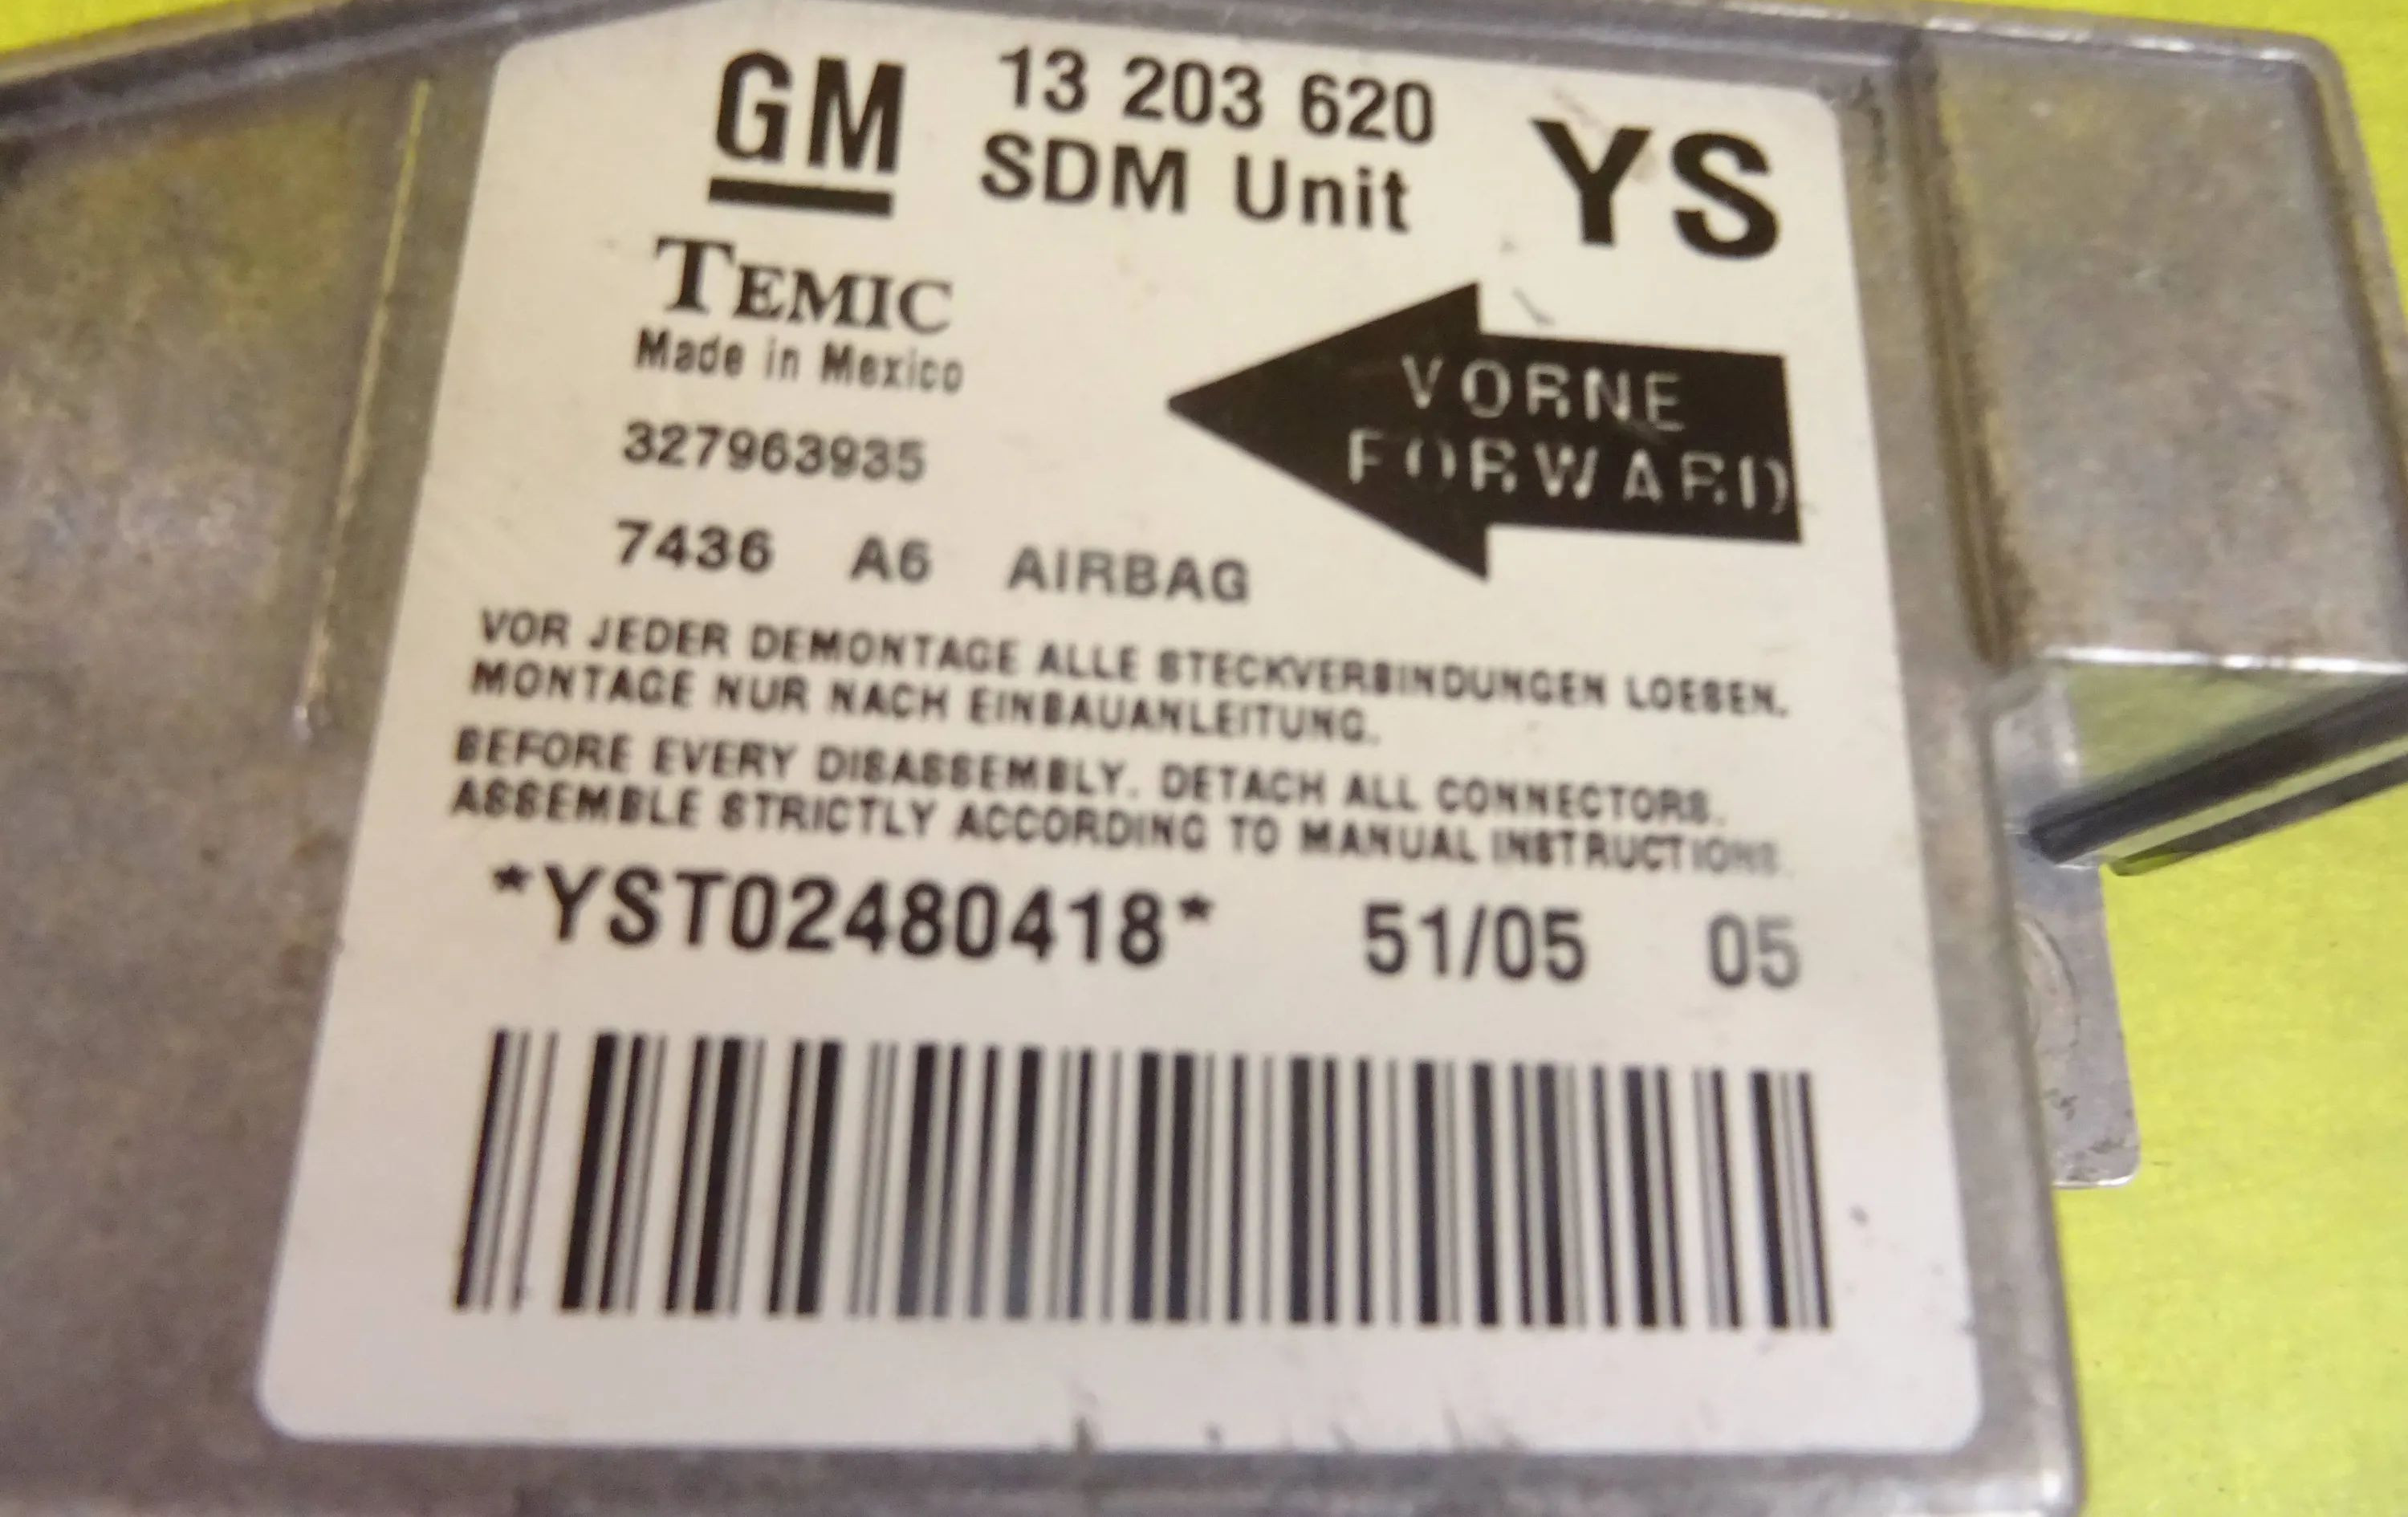 GM
13 203 620
SDM Unit
YS
TEMIC
Made in Mexico
VORNE
FORWARD
327963935
7436 A6 AIRBAG
VOR JEDER DEMONTAGE ALLE STECKVERBINDUNGEN LOESEN.
MONTAGE NUR NACH EINBAUANLEITUNG.
BEFORE EVERY DISASSEMBLY. DETACH ALL CONNECTORS.
ASSEMBLE STRICTLY ACCORDING TO MANUAL INSTRUCTIONS.
*YST02480418* 51/05 05